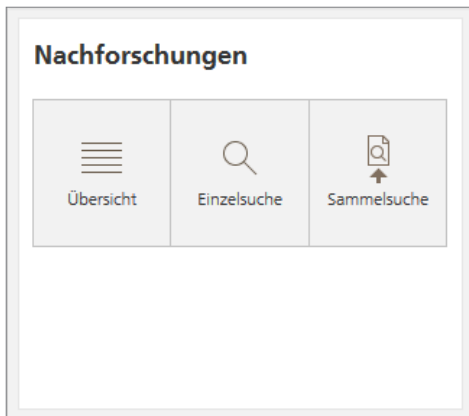 Nachforschungen
Übersicht
Einzelsuche
Sammelsuche